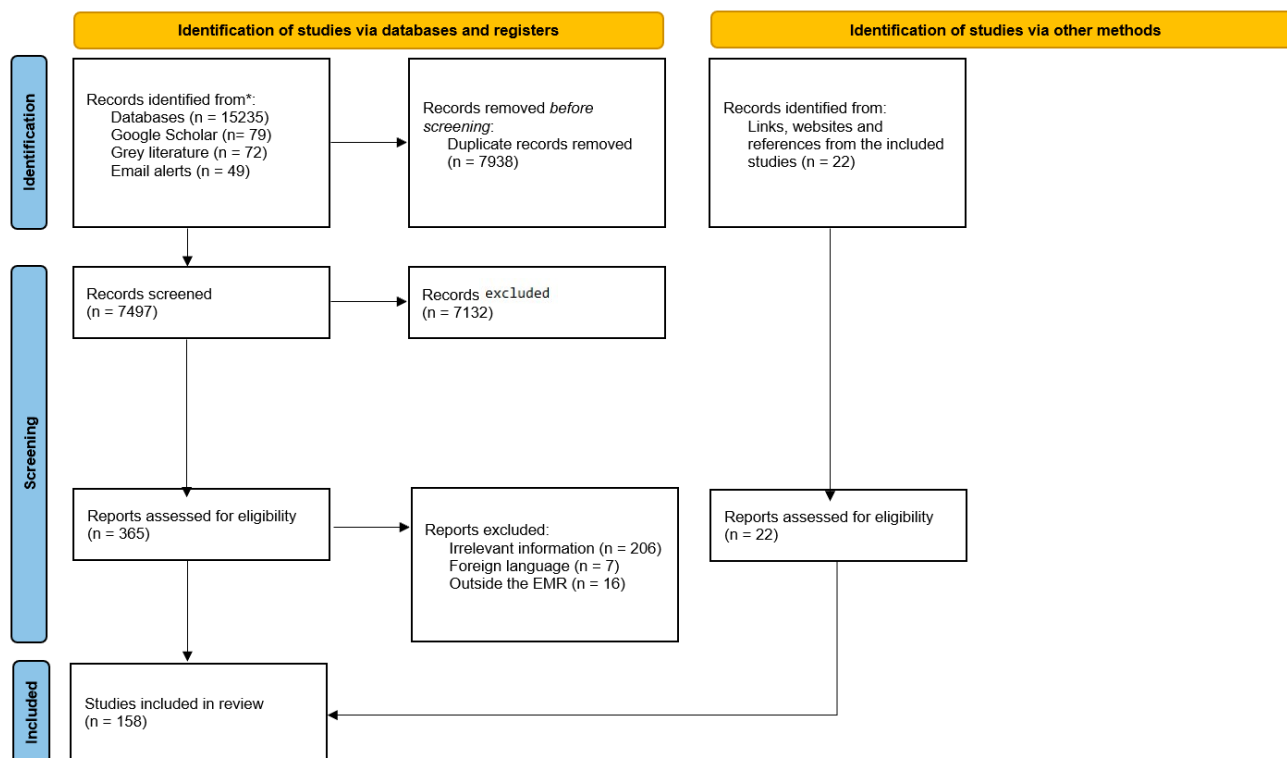 Identification of studies via databases and registers
Identification of studies via other methods
Identification
Records identified from*:
Databases (n = 15235)
Google Scholar (n= 79)
Grey literature (n = 72)
Email alerts (n = 49)
Records removed before
screening:
Duplicate records removed
(n = 7938)
Records identified from:
Links, websites and
references from the included
studies (n = 22)
Screening
Records screened
(n = 7497)
Records excluded
(n = 7132)
Reports assessed for eligibility
(n = 365)
Reports excluded:
Irrelevant information (n = 206)
Foreign language (n = 7)
Outside the EMR (n = 16)
Reports assessed for eligibility
(n = 22)
Included
Studies included in review
(n = 158)